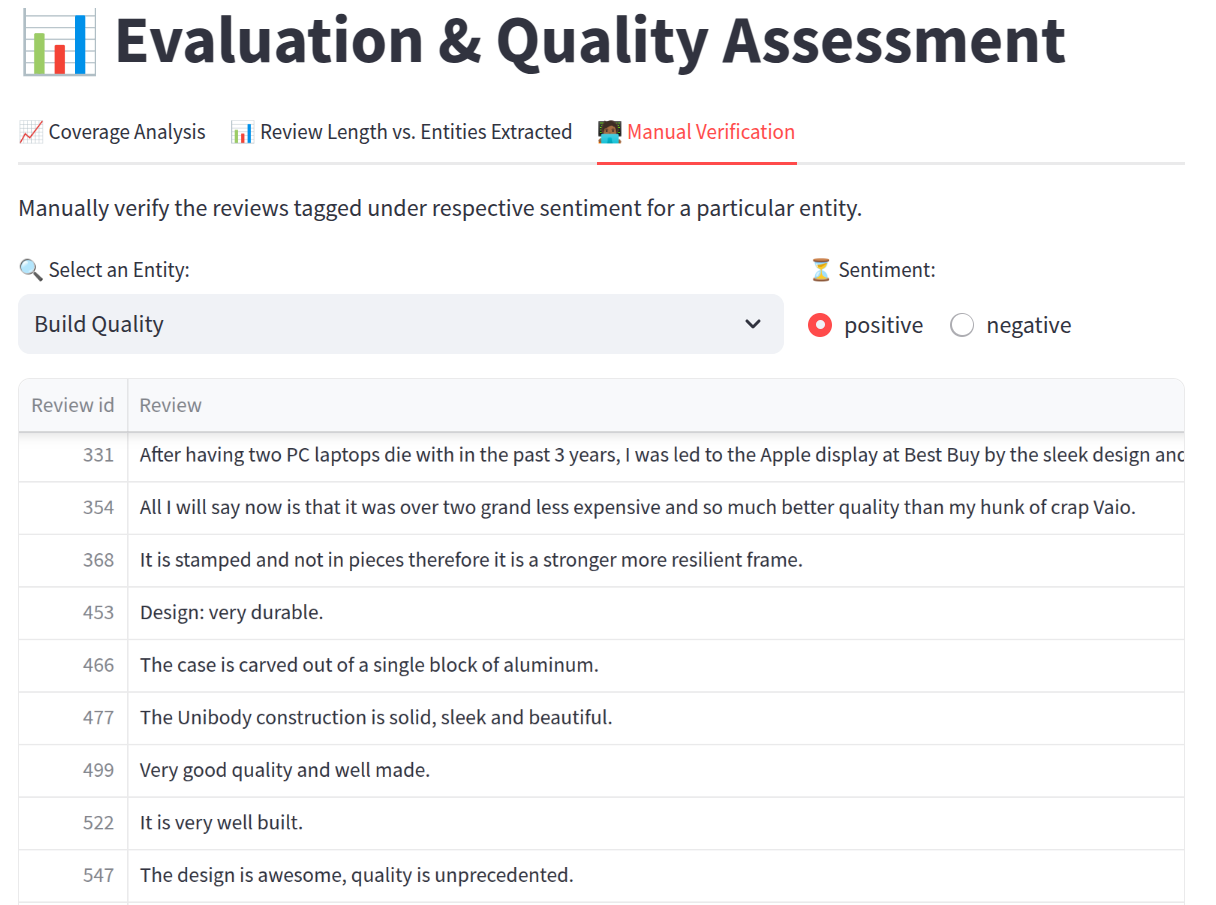 Evaluation & Quality Assessment
Coverage Analysis Review Length vs. Entities Extracted Manual Verification
Manually verify the reviews tagged under respective sentiment for a particular entity.
Select an Entity: Sentiment:
Build Quality positive negative
Review id Review
331 After having two PC laptops die with in the past 3 years, I was led to the Apple display at Best Buy by the sleek design and
354 All I will say now is that it was over two grand less expensive and so much better quality than my hunk of crap Vaio.
368 It is stamped and not in pieces therefore it is a stronger more resilient frame.
453 Design: very durable.
466 The case is carved out of a single block of aluminum.
477 The Unibody construction is solid, sleek and beautiful.
499 Very good quality and well made.
522 It is very well built.
547 The design is awesome, quality is unprecedented.